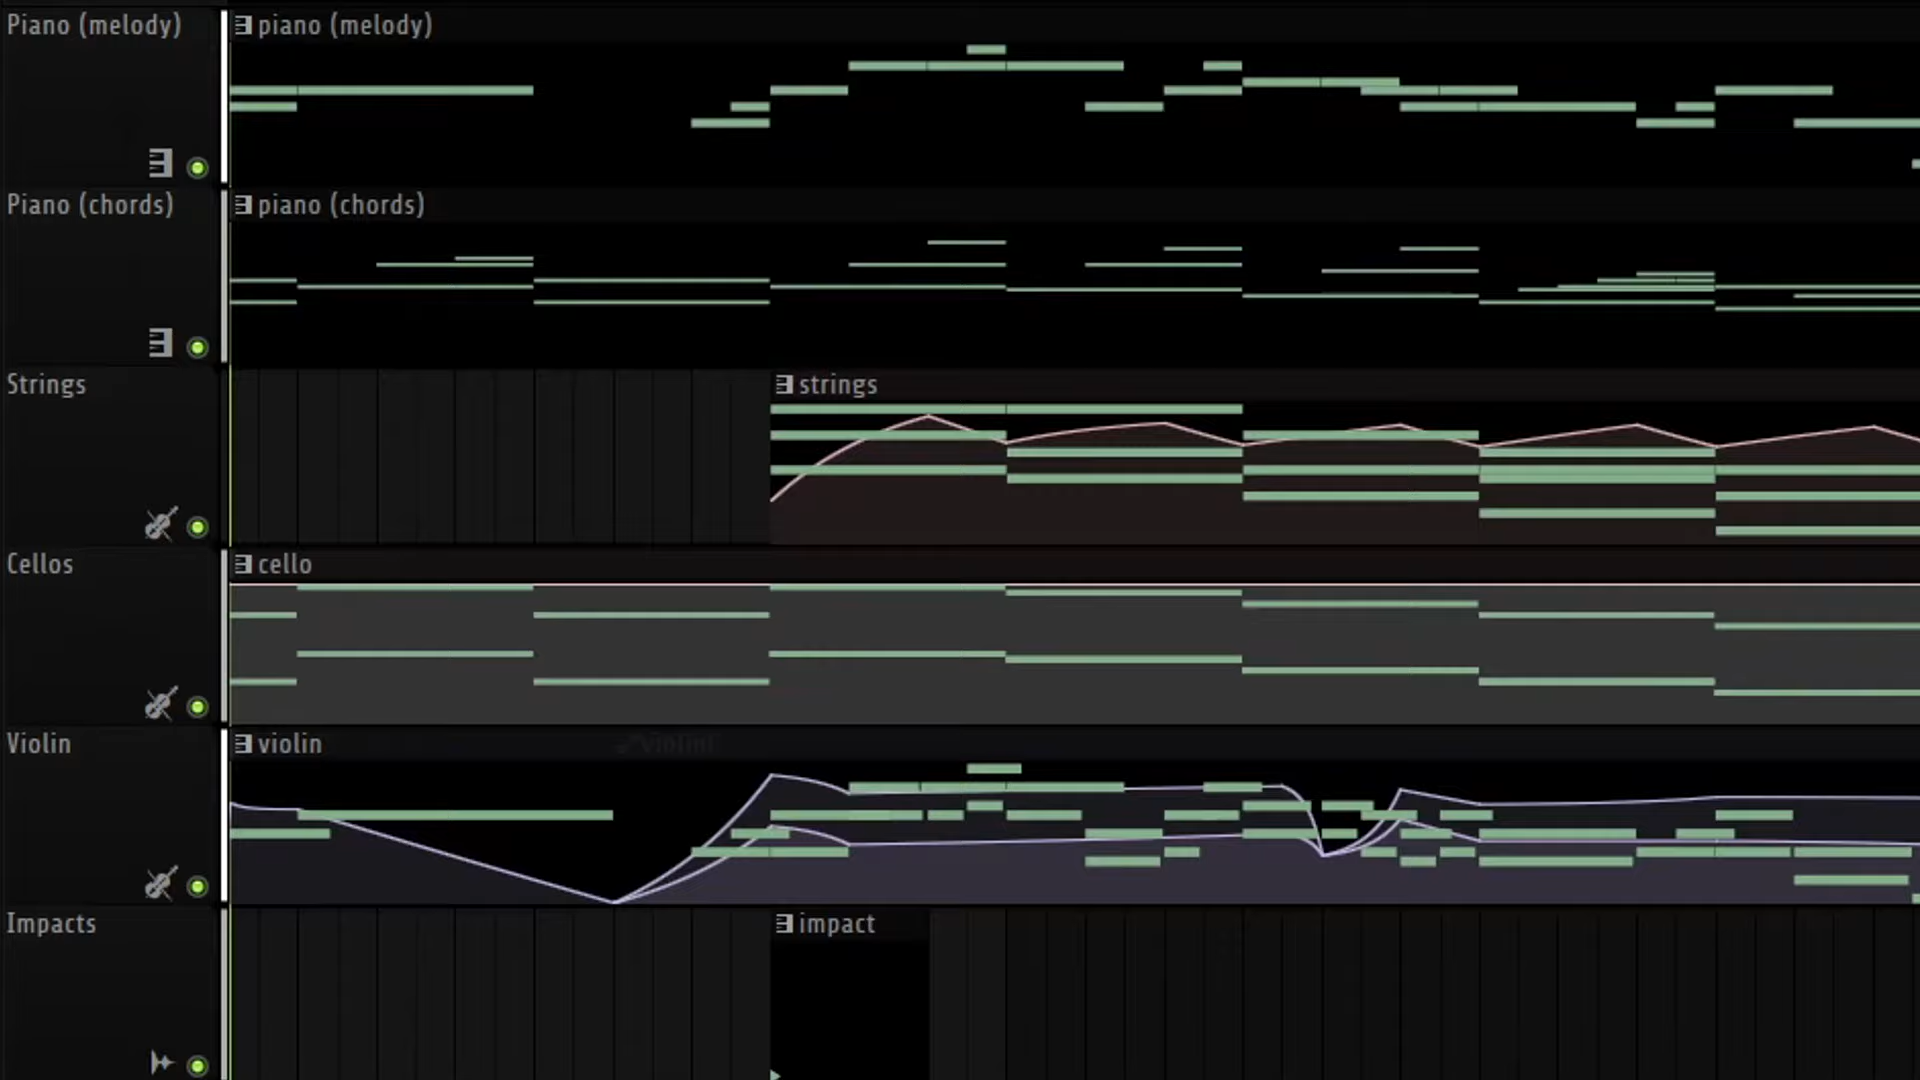 Piano (melody)
piano (melody)
Piano (chords)
piano (chords)
Strings
strings
Cellos
cello
Violin
violin
Impacts
impact